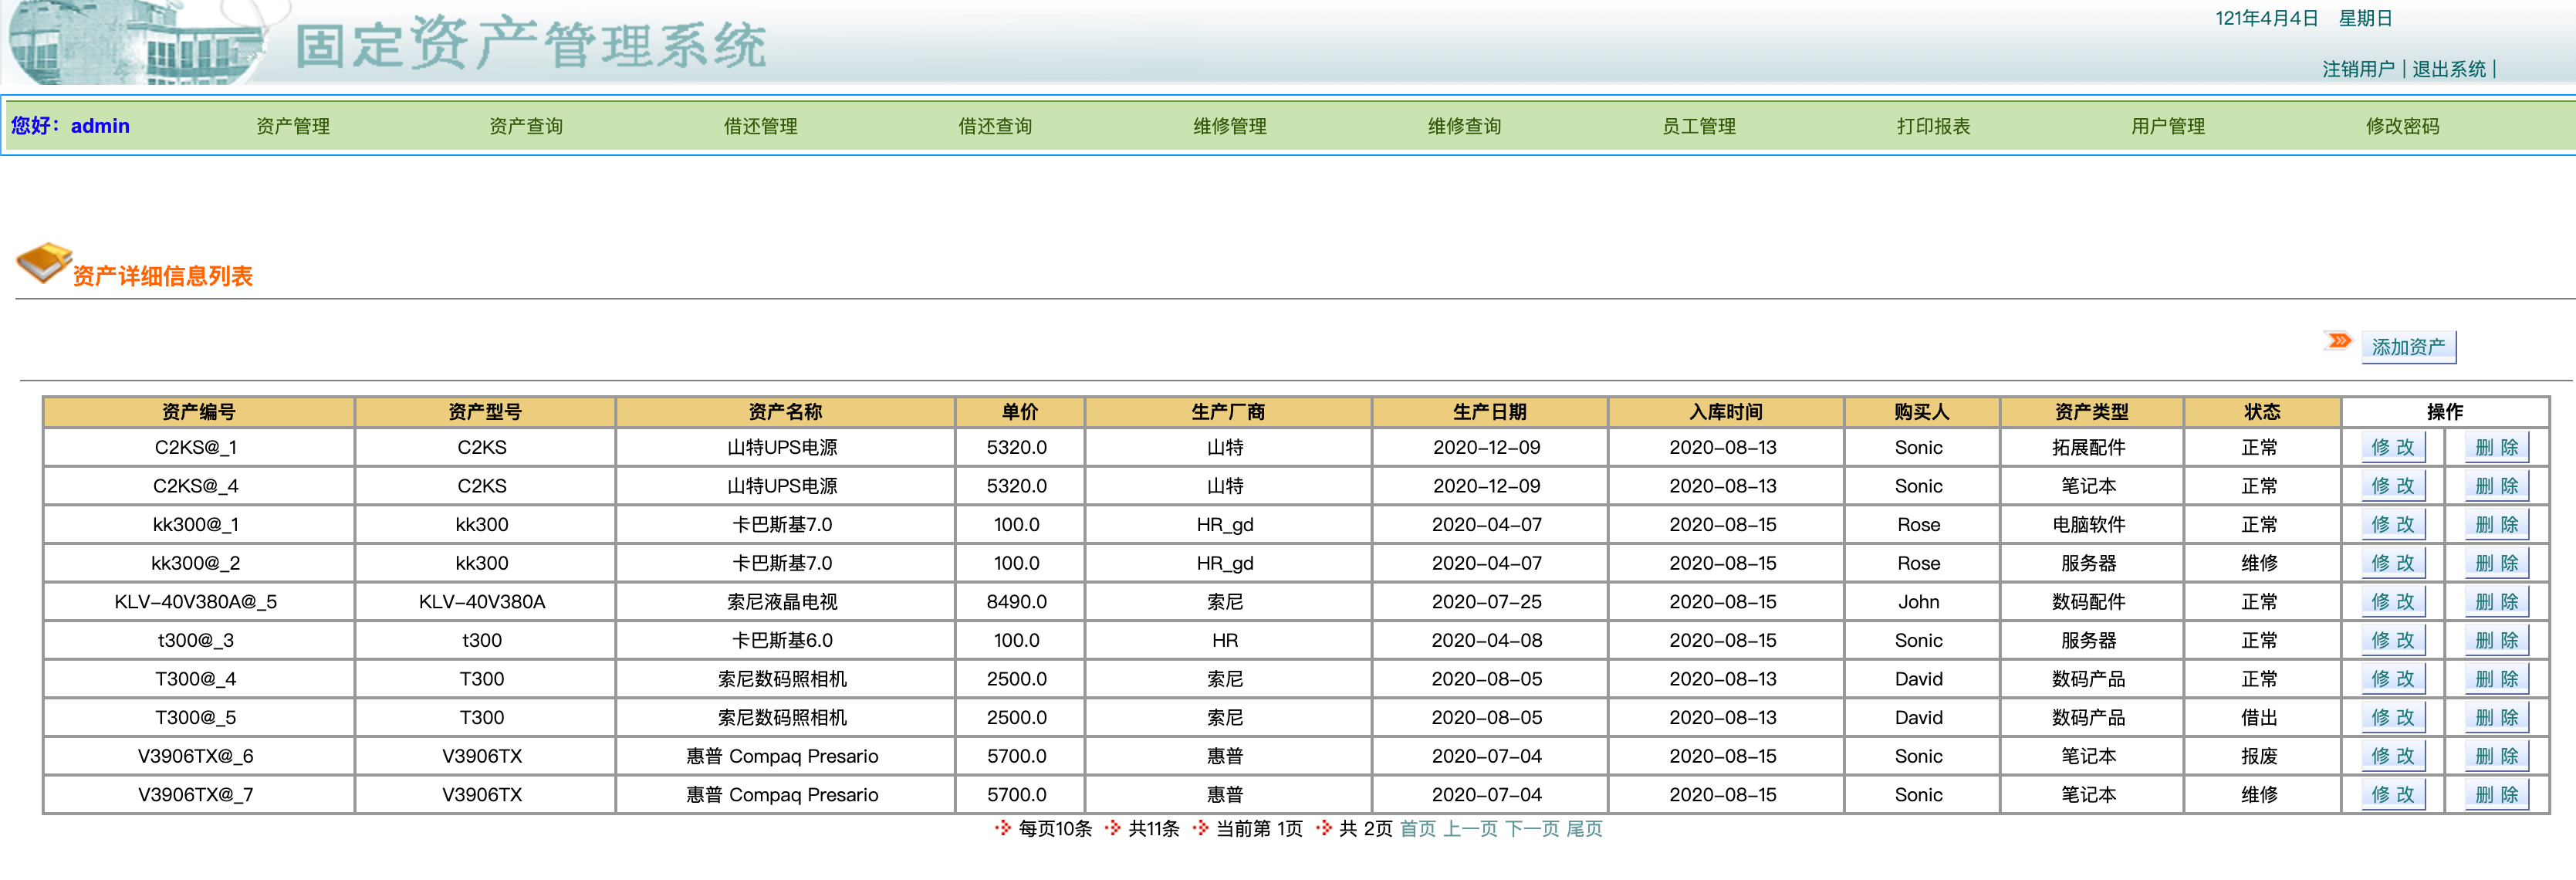 固定资产管理系统
121年4月4日 星期日
注销用户 | 退出系统 |
您好：admin 资产管理 资产查询 借还管理 借还查询 维修管理 维修查询 员工管理 打印报表 用户管理 修改密码
资产详细信息列表
添加资产
资产编号 资产型号 资产名称 单价 生产厂商 生产日期 入库时间 购买人 资产类型 状态 操作
C2KS@_1 C2KS 山特UPS电源 5320.0 山特 2020-12-09 2020-08-13 Sonic 拓展配件 正常 修 改 删 除
C2KS@_4 C2KS 山特UPS电源 5320.0 山特 2020-12-09 2020-08-13 Sonic 笔记本 正常 修 改 删 除
kk300@_1 kk300 卡巴斯基7.0 100.0 HR_gd 2020-04-07 2020-08-15 Rose 电脑软件 正常 修 改 删 除
kk300@_2 kk300 卡巴斯基7.0 100.0 HR_gd 2020-04-07 2020-08-15 Rose 服务器 维修 修 改 删 除
KLV-40V380A@_5 KLV-40V380A 索尼液晶电视 8490.0 索尼 2020-07-25 2020-08-15 John 数码配件 正常 修 改 删 除
t300@_3 t300 卡巴斯基6.0 100.0 HR 2020-04-08 2020-08-15 Sonic 服务器 正常 修 改 删 除
T300@_4 T300 索尼数码照相机 2500.0 索尼 2020-08-05 2020-08-13 David 数码产品 正常 修 改 删 除
T300@_5 T300 索尼数码照相机 2500.0 索尼 2020-08-05 2020-08-13 David 数码产品 借出 修 改 删 除
V3906TX@_6 V3906TX 惠普 Compaq Presario 5700.0 惠普 2020-07-04 2020-08-15 Sonic 笔记本 报废 修 改 删 除
V3906TX@_7 V3906TX 惠普 Compaq Presario 5700.0 惠普 2020-07-04 2020-08-15 Sonic 笔记本 维修 修 改 删 除
每页10条 共11条 当前第 1页 共 2页 首页 上一页 下一页 尾页